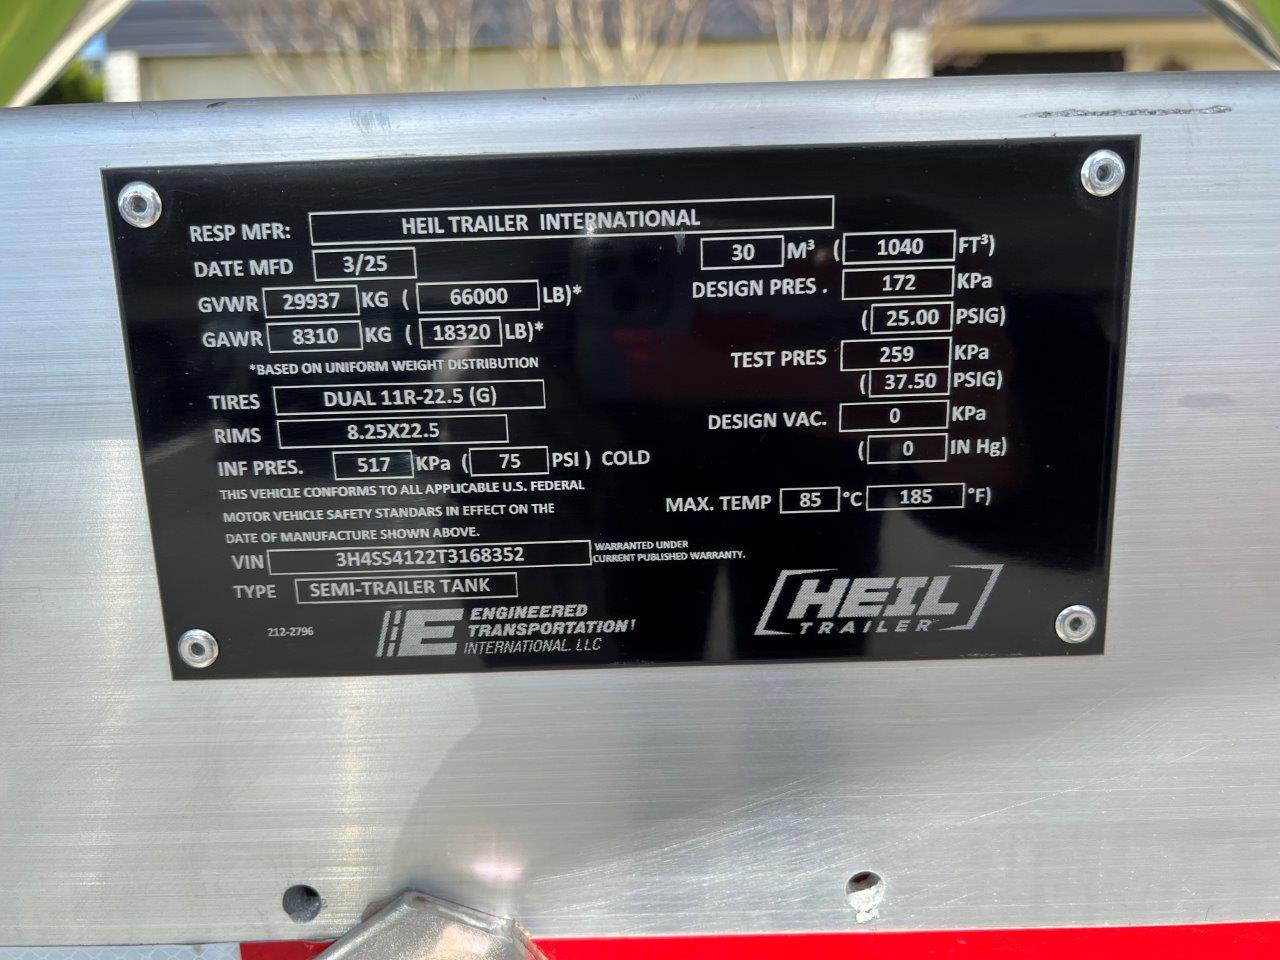 RESP MFR: HEIL TRAILER INTERNATIONAL
DATE MFD 3/25
GVWR 29937 KG ( 66000 LB)*
GAWR 8310 KG ( 18320 LB)*
*BASED ON UNIFORM WEIGHT DISTRIBUTION
TIRES DUAL 11R-22.5 (G)
RIMS 8.25X22.5
INF PRES. 517 KPa ( 75 PSI ) COLD
THIS VEHICLE CONFORMS TO ALL APPLICABLE U.S. FEDERAL
MOTOR VEHICLE SAFETY STANDARS IN EFFECT ON THE
DATE OF MANUFACTURE SHOWN ABOVE.
VIN 3H4SS4122T3168352
TYPE SEMI-TRAILER TANK
212-2796
30 M³ ( 1040 FT³)
DESIGN PRES . 172 KPa
( 25.00 PSIG)
TEST PRES 259 KPa
( 37.50 PSIG)
DESIGN VAC. 0 KPa
( 0 IN Hg)
MAX. TEMP 85 °C 185 °F)
WARRANTED UNDER
CURRENT PUBLISHED WARRANTY.
E ENGINEERED
TRANSPORTATION
INTERNATIONAL, LLC
HEIL
TRAILER